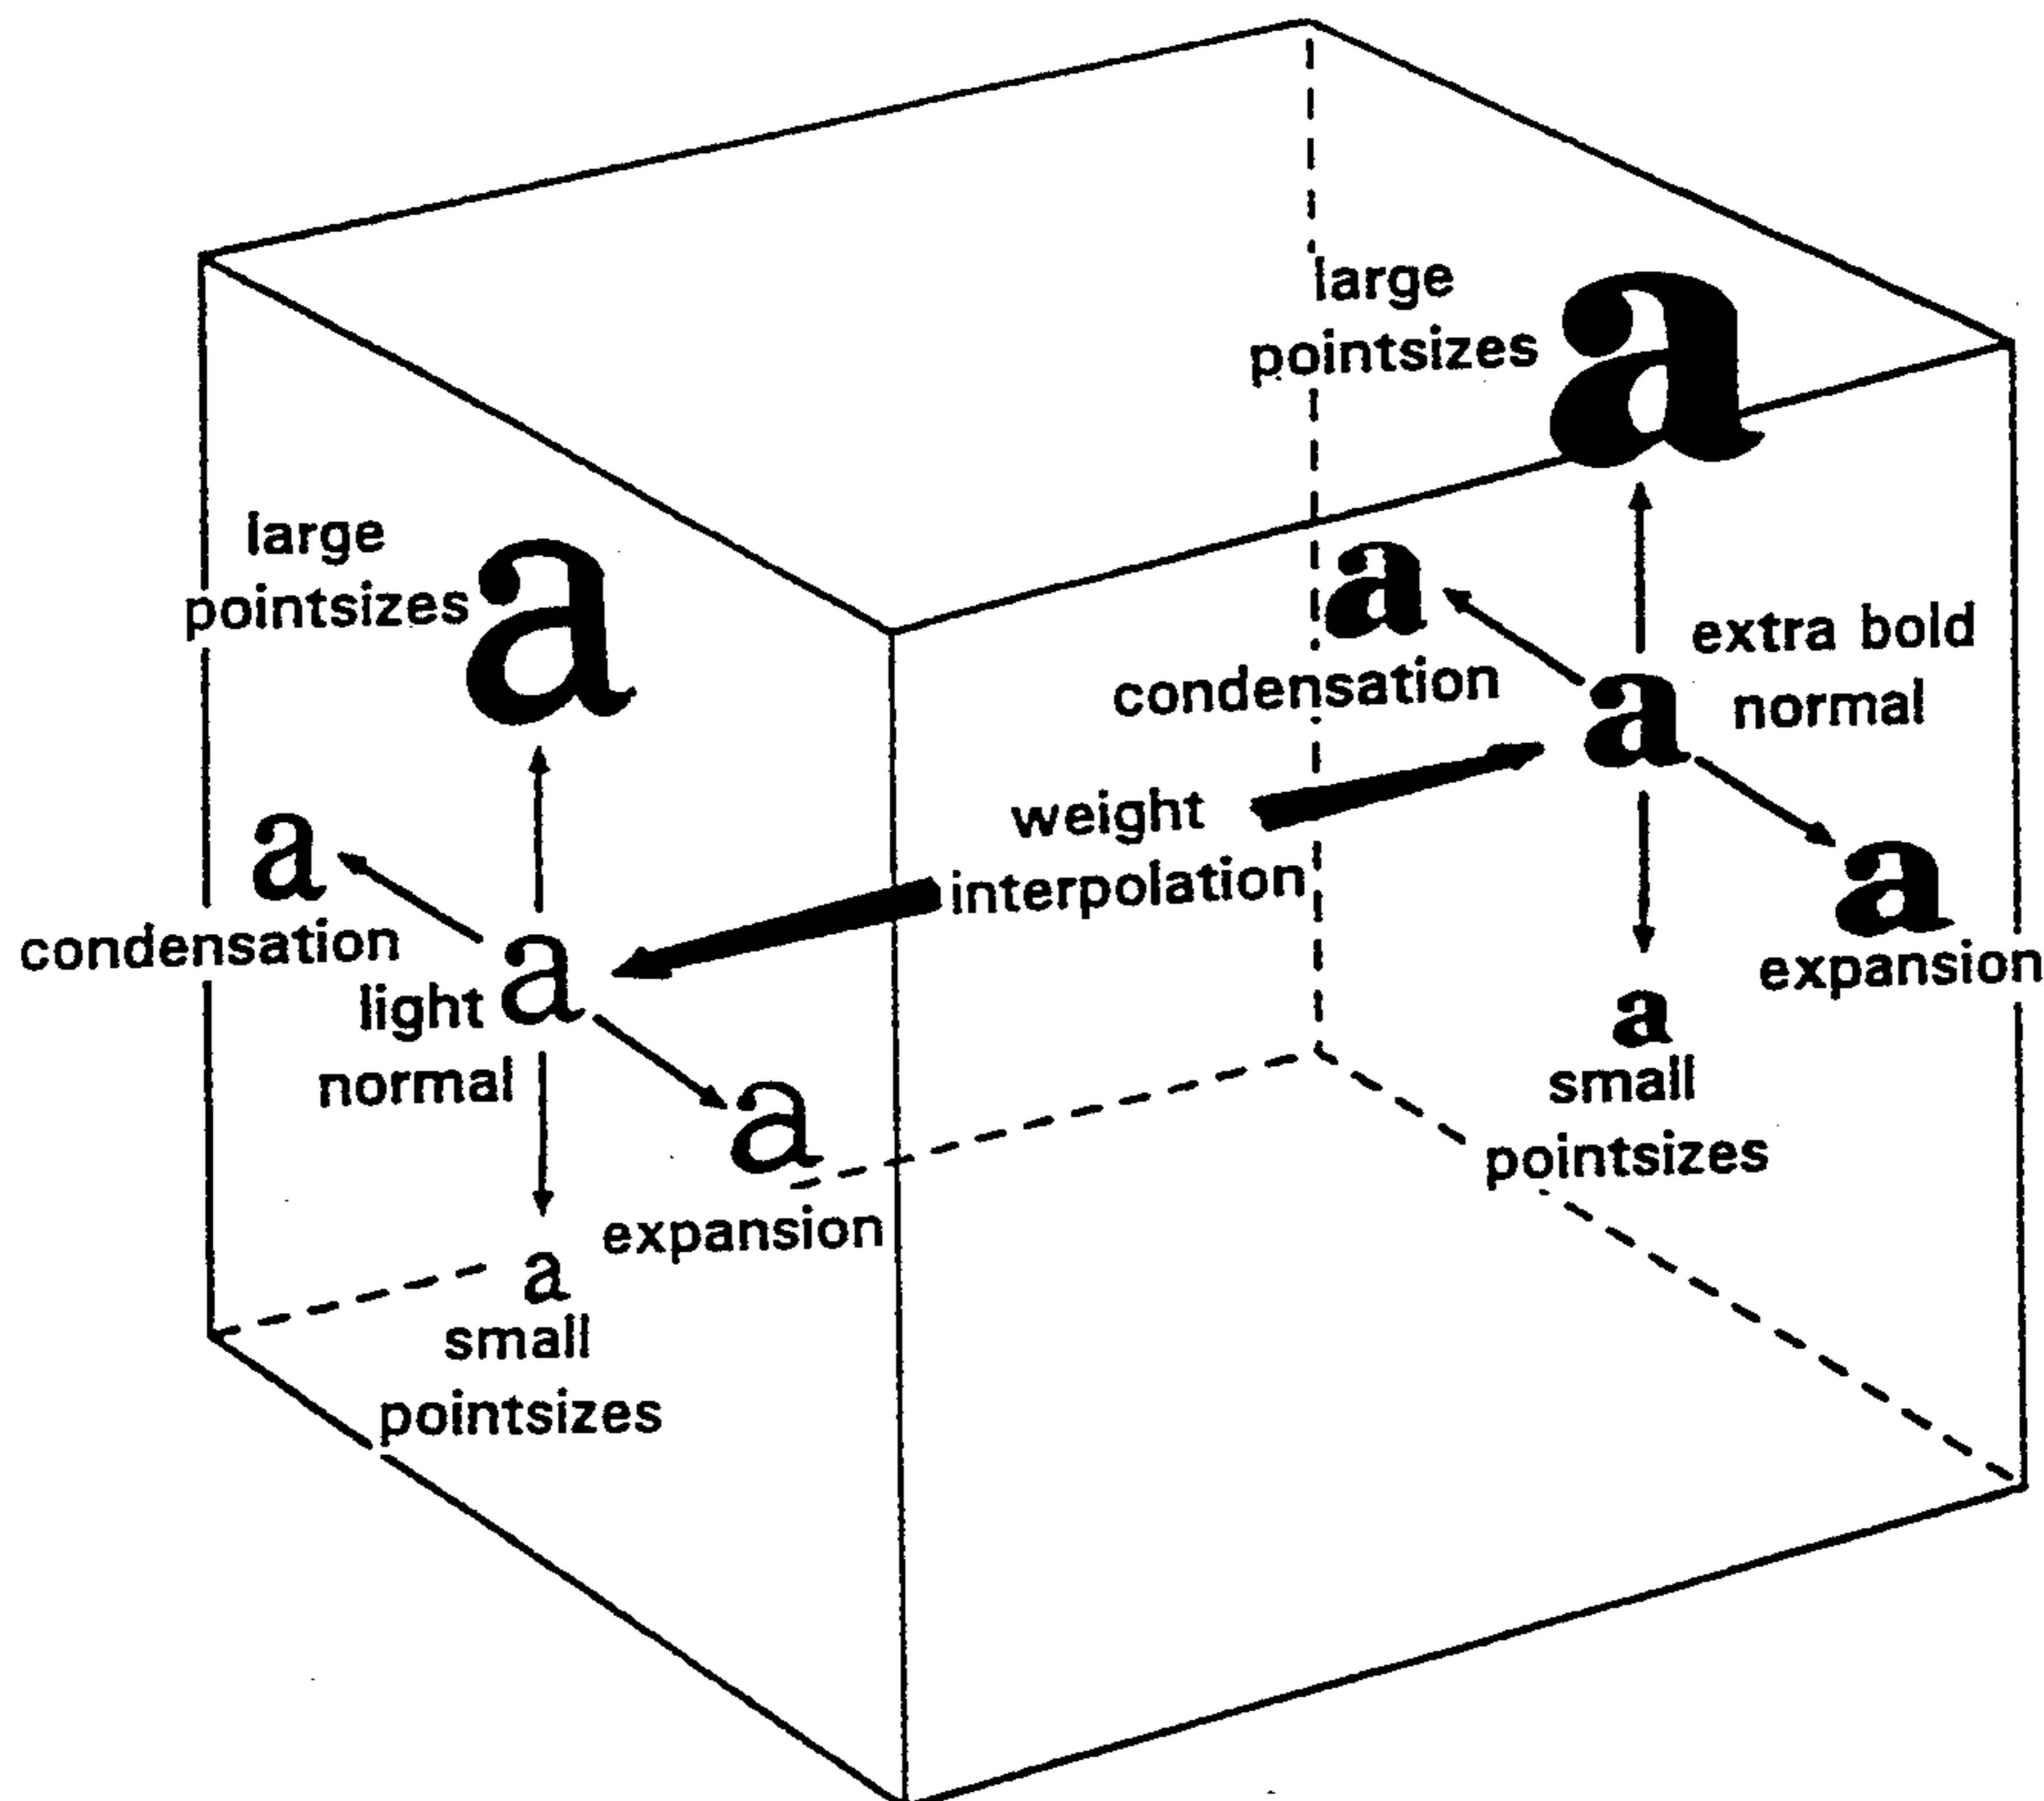 large
pointsizes
a
large
pointsizes
a
a
condensation
extra bold
normal
a
weight
interpolation
a
condensation
a
expansion
light
normal
a
a
small
pointsizes
a
expansion
a
small
pointsizes